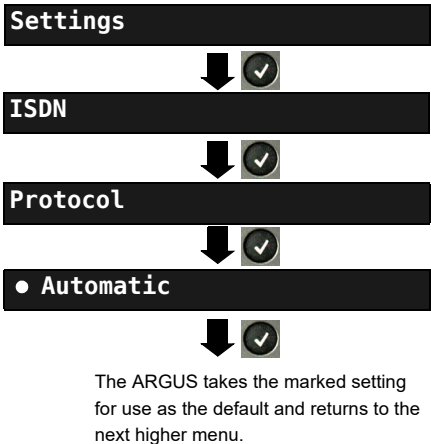 Settings
ISDN
Protocol
● Automatic
The ARGUS takes the marked setting
for use as the default and returns to the
next higher menu.